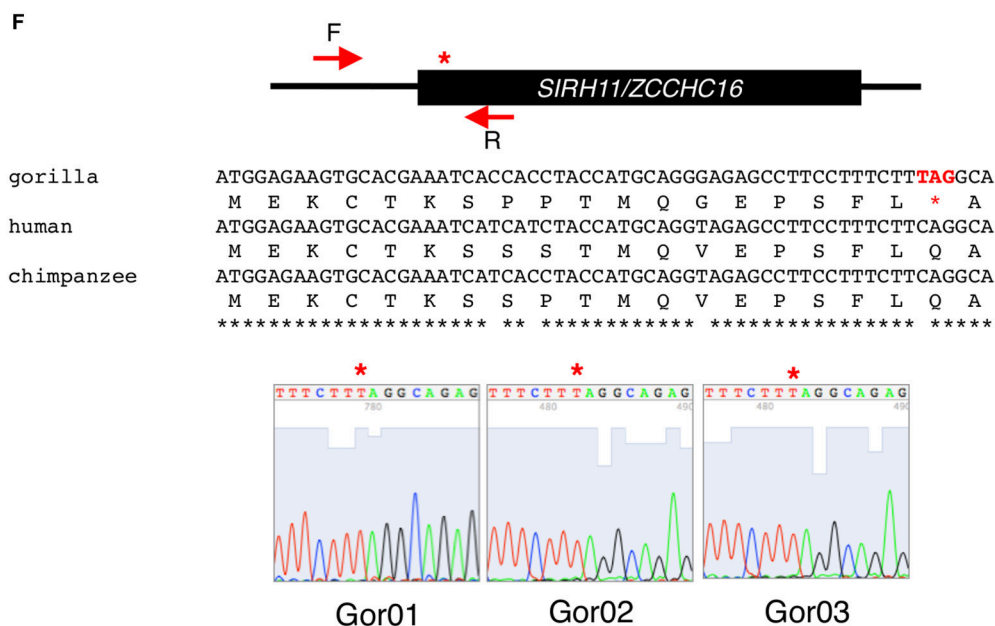 F
F
*
SIRH11/ZCCHC16
R
gorilla ATGGAGAAGTGCACGAAATCACCACCTACCATGCAGGGAGAGCCTTCCTTTCTTTAGGCA
M E K C T K S P P T M Q G E P S F L * A
human ATGGAGAAGTGCACGAAATCATCATCTACCATGCAGGTAGAGCCTTCCTTTCTTCAGGCA
M E K C T K S S S T M Q V E P S F L Q A
chimpanzee ATGGAGAAGTGCACGAAATCATCACCTACCATGCAGGTAGAGCCTTCCTTTCTTCAGGCA
M E K C T K S S P T M Q V E P S F L Q A
********************* ** ************ **************** *****
* * *
TTTCTTTAGGCAGAG TTTCTTTAGGCAGAG TTTCTTTAGGCAGAG
780 480 490 480 490
Gor01 Gor02 Gor03